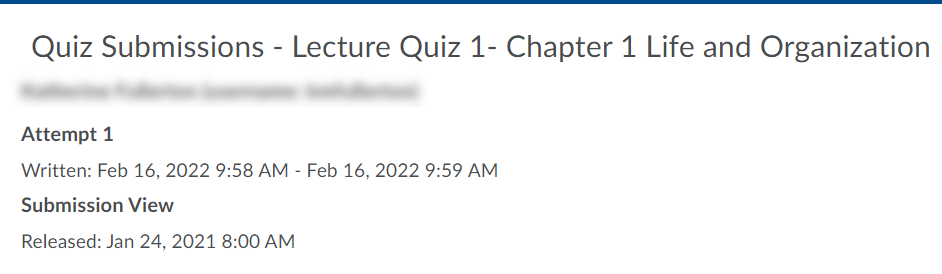 Quiz Submissions - Lecture Quiz 1- Chapter 1 Life and Organization
Attempt 1
Written: Feb 16, 2022 9:58 AM - Feb 16, 2022 9:59 AM
Submission View
Released: Jan 24, 2021 8:00 AM